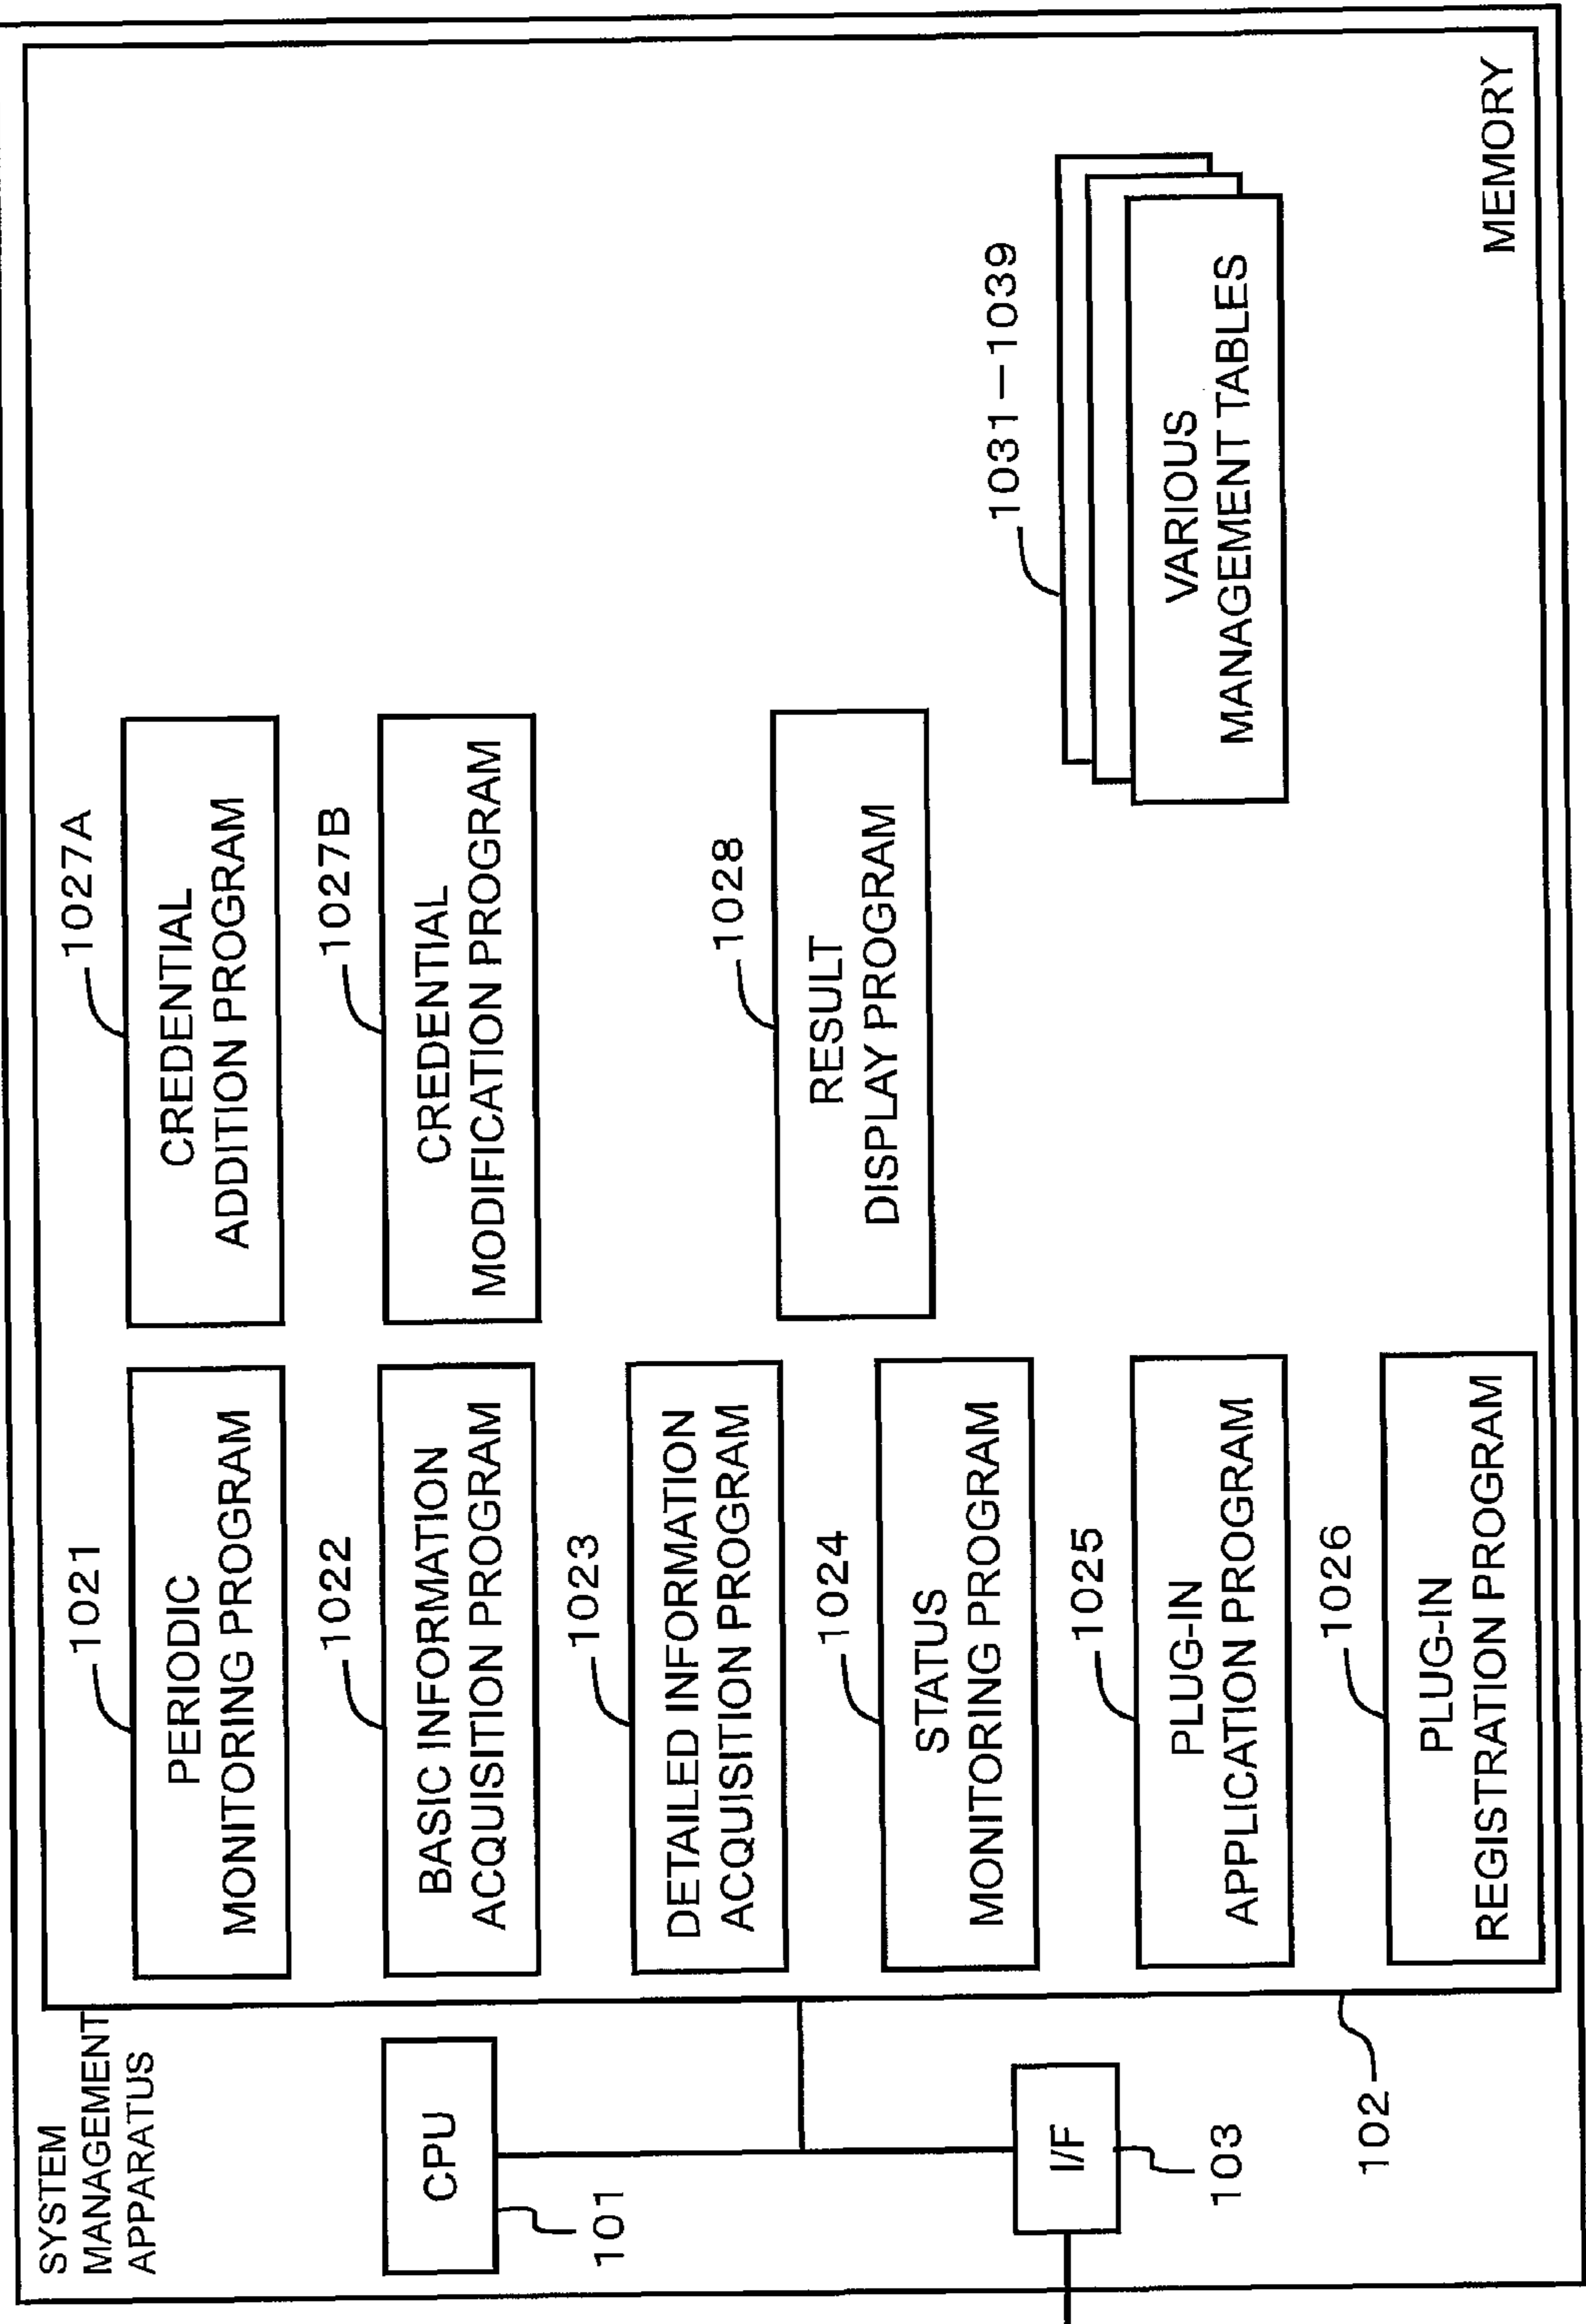 SYSTEM
MANAGEMENT
APPARATUS
CPU
101
I/F
103
102
1021
PERIODIC
MONITORING PROGRAM
1022
BASIC INFORMATION
ACQUISITION PROGRAM
1023
DETAILED INFORMATION
ACQUISITION PROGRAM
1024
STATUS
MONITORING PROGRAM
1025
PLUG-IN
APPLICATION PROGRAM
1026
PLUG-IN
REGISTRATION PROGRAM
1027A
CREDENTIAL
ADDITION PROGRAM
1027B
CREDENTIAL
MODIFICATION PROGRAM
1028
RESULT
DISPLAY PROGRAM
1031—1039
VARIOUS
MANAGEMENT TABLES
MEMORY